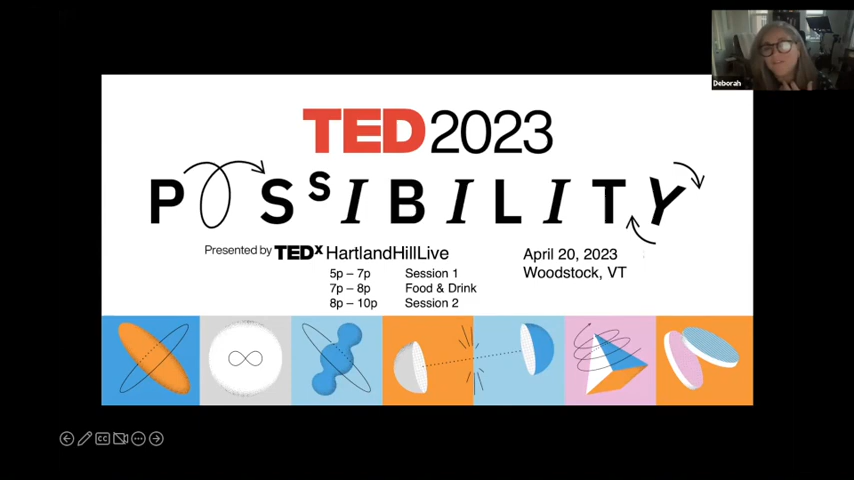 Deborah
TED2023
POSSIBILITY
Presented by TEDx HartlandHillLive
April 20, 2023
5p – 7p Session 1
Woodstock, VT
7p – 8p Food & Drink
8p – 10p Session 2
CC